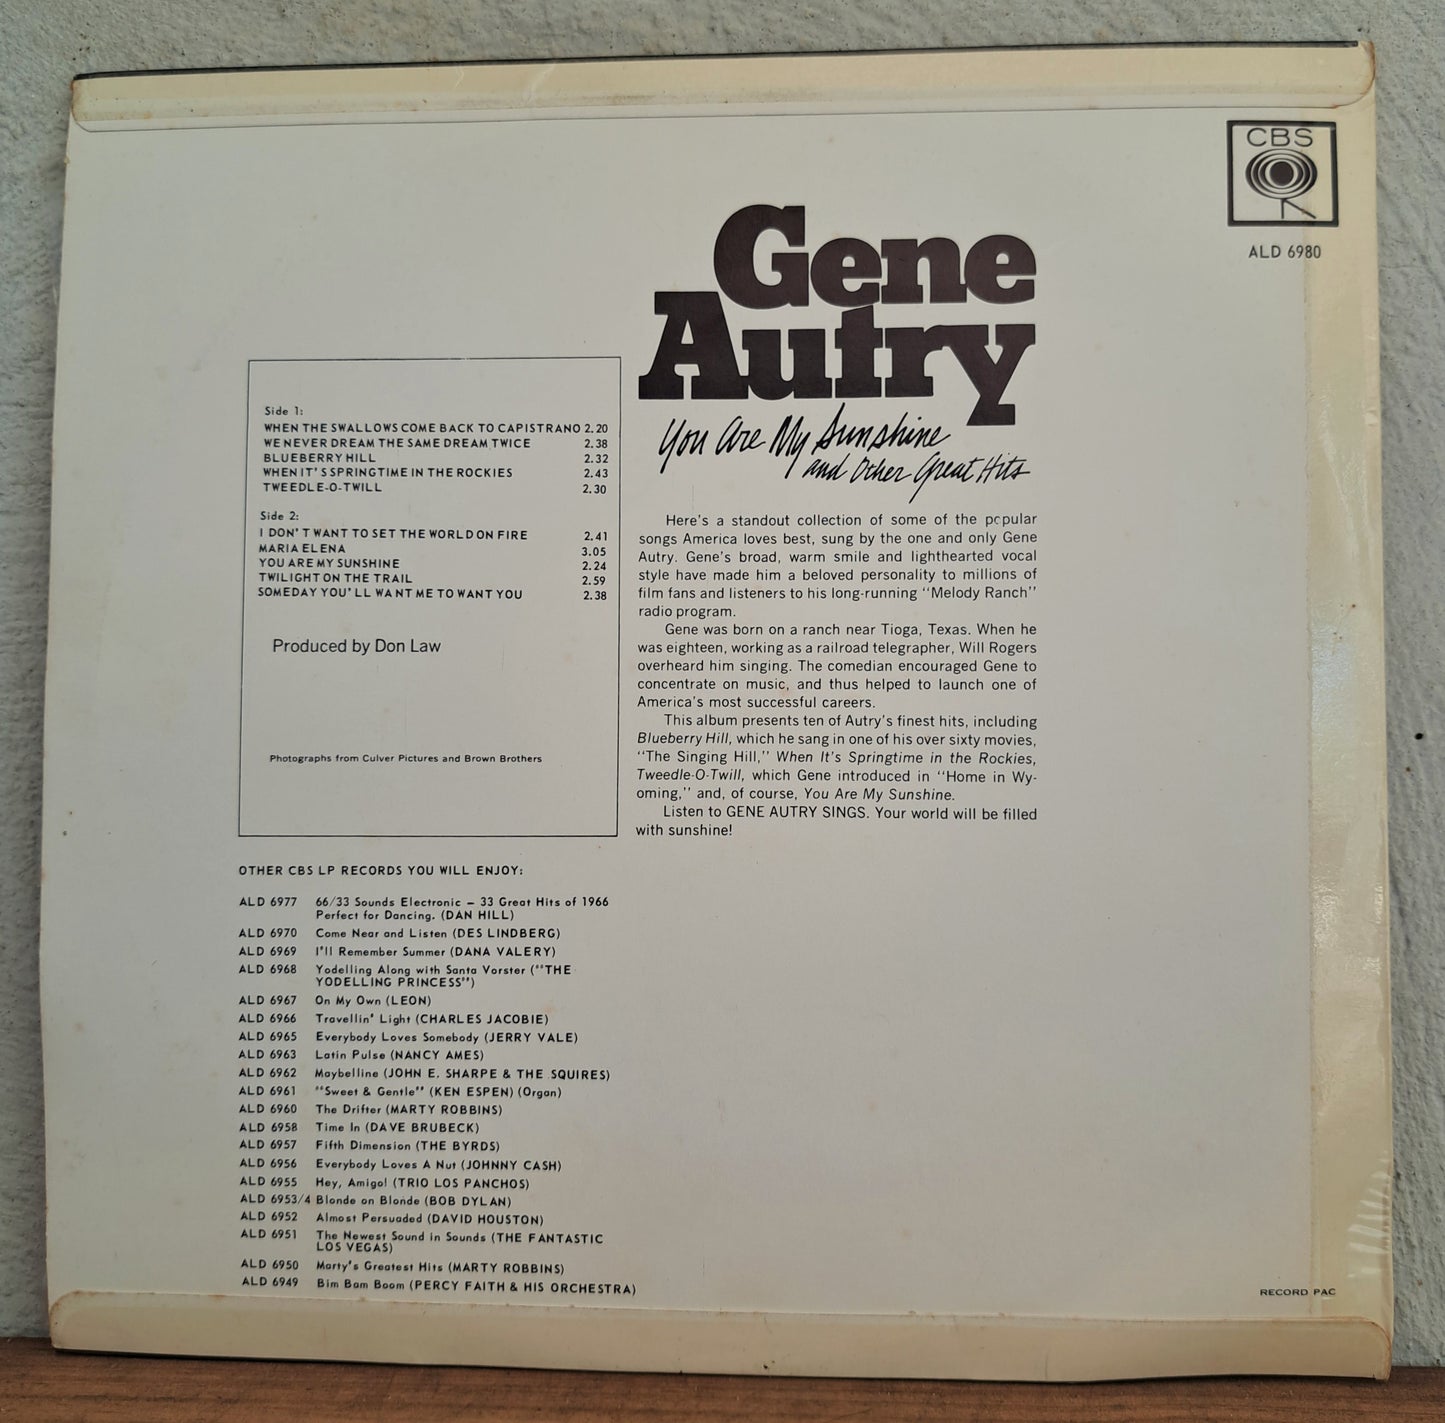 CBS
ALD 6980
Gene
Autry
You Are My Sunshine
and Other Great Hits
Side 1:
WHEN THE SWALLOWS COME BACK TO CAPISTRANO 2.20
WE NEVER DREAM THE SAME DREAM TWICE 2.38
BLUEBERRY HILL 2.32
WHEN IT'S SPRINGTIME IN THE ROCKIES 2.43
TWEEDLE-O-TWILL 2.30
Side 2:
I DON'T WANT TO SET THE WORLD ON FIRE 2.41
MARIA ELENA 3.05
YOU ARE MY SUNSHINE 2.24
TWILIGHT ON THE TRAIL 2.59
SOMEDAY YOU'LL WANT ME TO WANT YOU 2.38
Produced by Don Law
Photographs from Culver Pictures and Brown Brothers
Here's a standout collection of some of the popular
songs America loves best, sung by the one and only Gene
Autry. Gene's broad, warm smile and lighthearted vocal
style have made him a beloved personality to millions of
film fans and listeners to his long-running "Melody Ranch"
radio program.
Gene was born on a ranch near Tioga, Texas. When he
was eighteen, working as a railroad telegrapher, Will Rogers
overheard him singing. The comedian encouraged Gene to
concentrate on music, and thus helped to launch one of
America's most successful careers.
This album presents ten of Autry's finest hits, including
Blueberry Hill, which he sang in one of his over sixty movies,
"The Singing Hill," When It's Springtime in the Rockies,
Tweedle-O-Twill, which Gene introduced in "Home in Wy-
oming," and, of course, You Are My Sunshine.
Listen to GENE AUTRY SINGS. Your world will be filled
with sunshine!
OTHER CBS LP RECORDS YOU WILL ENJOY:
ALD 6977 66/33 Sounds Electronic – 33 Great Hits of 1966
Perfect for Dancing. (DAN HILL)
ALD 6970 Come Near and Listen (DES LINDBERG)
ALD 6969 I'll Remember Summer (DANA VALERY)
ALD 6968 Yodelling Along with Santa Vorster ("THE
YODELLING PRINCESS")
ALD 6967 On My Own (LEON)
ALD 6966 Travellin' Light (CHARLES JACOBIE)
ALD 6965 Everybody Loves Somebody (JERRY VALE)
ALD 6963 Latin Pulse (NANCY AMES)
ALD 6962 Maybelline (JOHN E. SHARPE & THE SQUIRES)
ALD 6961 "Sweet & Gentle" (KEN ESPEN) (Organ)
ALD 6960 The Drifter (MARTY ROBBINS)
ALD 6958 Time In (DAVE BRUBECK)
ALD 6957 Fifth Dimension (THE BYRDS)
ALD 6956 Everybody Loves A Nut (JOHNNY CASH)
ALD 6955 Hey, Amigo! (TRIO LOS PANCHOS)
ALD 6953/4 Blonde on Blonde (BOB DYLAN)
ALD 6952 Almost Persuaded (DAVID HOUSTON)
ALD 6951 The Newest Sound in Sounds (THE FANTASTIC
LOS VEGAS)
ALD 6950 Marty's Greatest Hits (MARTY ROBBINS)
ALD 6949 Bim Bam Boom (PERCY FAITH & HIS ORCHESTRA)
RECORD PAC